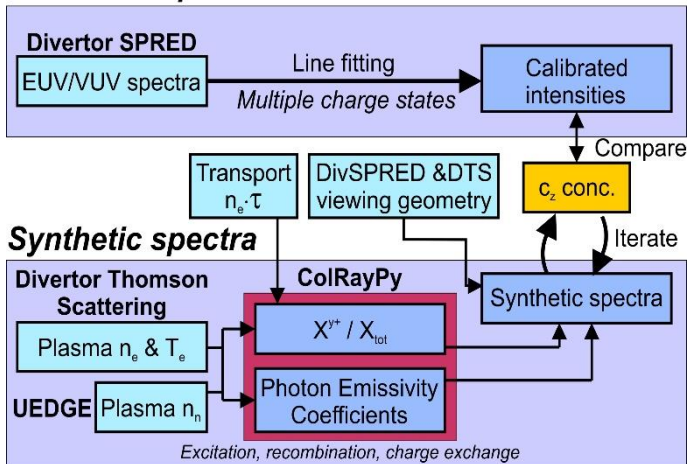 Divertor SPRED
EUV/VUV spectra
Line fitting
Multiple charge states
Calibrated
intensities
Compare
Transport
nₑ·τ
DivSPRED &DTS
viewing geometry
c_z conc.
Iterate
Synthetic spectra
Divertor Thomson
Scattering
ColRayPy
Synthetic spectra
Plasma nₑ & Tₑ
Xʸ⁺ / Xₜₒₜ
UEDGE
Plasma nₙ
Photon Emissivity
Coefficients
Excitation, recombination, charge exchange